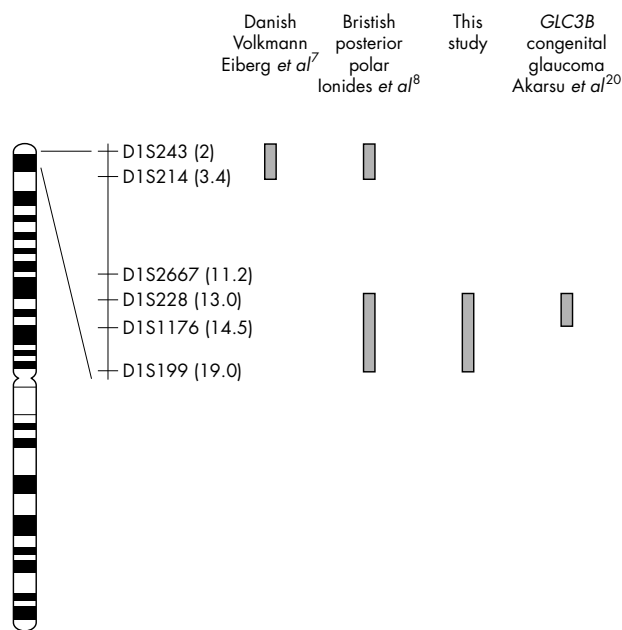 Danish
Volkmann
Eiberg et al7
Bristish
posterior
polar
Ionides et al8
This
study
GLC3B
congenital
glaucoma
Akarsu et al20
D1S243 (2)
D1S214 (3.4)
D1S2667 (11.2)
D1S228 (13.0)
D1S1176 (14.5)
D1S199 (19.0)